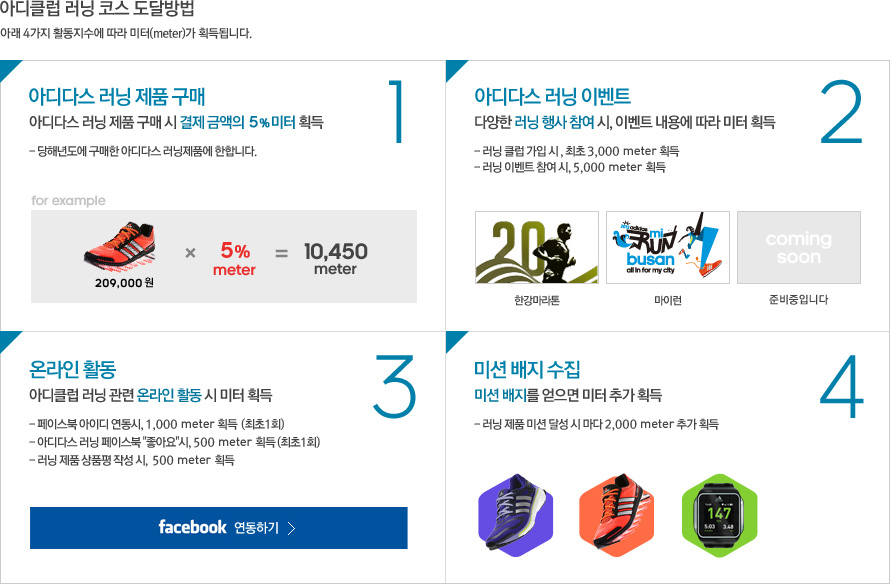 아디클럽 러닝 코스 도달방법
아래 4가지 활동지수에 따라 미터(meter)가 획득됩니다.
1
아디다스 러닝 제품 구매
아디다스 러닝 제품 구매 시 결제 금액의 5%미터 획득
- 당해년도에 구매한 아디다스 러닝제품에 한합니다.
for example
209,000 원
×
5%
meter
=
10,450
meter
2
아디다스 러닝 이벤트
다양한 러닝 행사 참여 시, 이벤트 내용에 따라 미터 획득
- 러닝 클럽 가입 시 , 최초 3,000 meter 획득
- 러닝 이벤트 참여 시, 5,000 meter 획득
20
한강마라톤
adidas
mi
RUN
busan
all in for my city
마이런
coming
soon
준비중입니다
3
온라인 활동
아디클럽 러닝 관련 온라인 활동 시 미터 획득
- 페이스북 아이디 연동시, 1,000 meter 획득 (최초1회)
- 아디다스 러닝 페이스북 "좋아요"시, 500 meter 획득 (최초1회)
- 러닝 제품 상품평 작성 시, 500 meter 획득
facebook 연동하기 >
4
미션 배지 수집
미션 배지를 얻으면 미터 추가 획득
- 러닝 제품 미션 달성 시 마다 2,000 meter 추가 획득
147
5:03 3.48